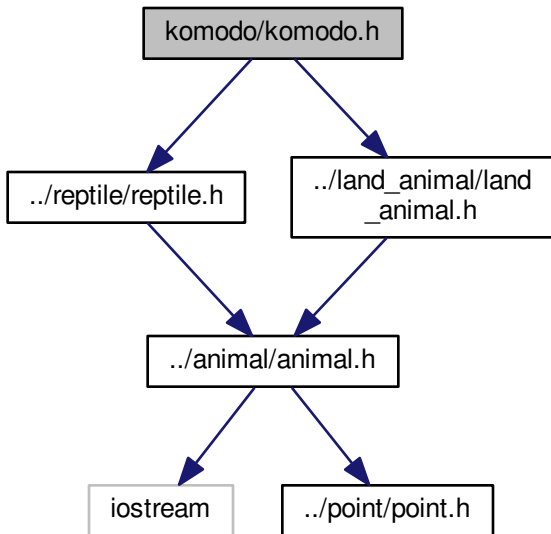 komodo/komodo.h
../reptile/reptile.h
../land_animal/land
_animal.h
../animal/animal.h
iostream
../point/point.h